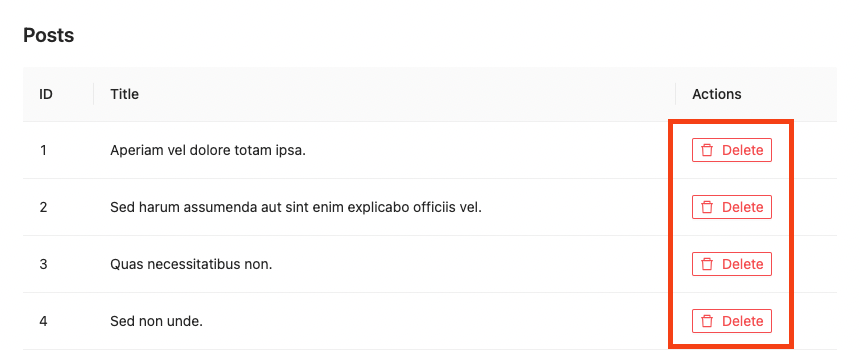 Posts
ID Title Actions
1 Aperiam vel dolore totam ipsa. Delete
2 Sed harum assumenda aut sint enim explicabo officiis vel. Delete
3 Quas necessitatibus non. Delete
4 Sed non unde. Delete